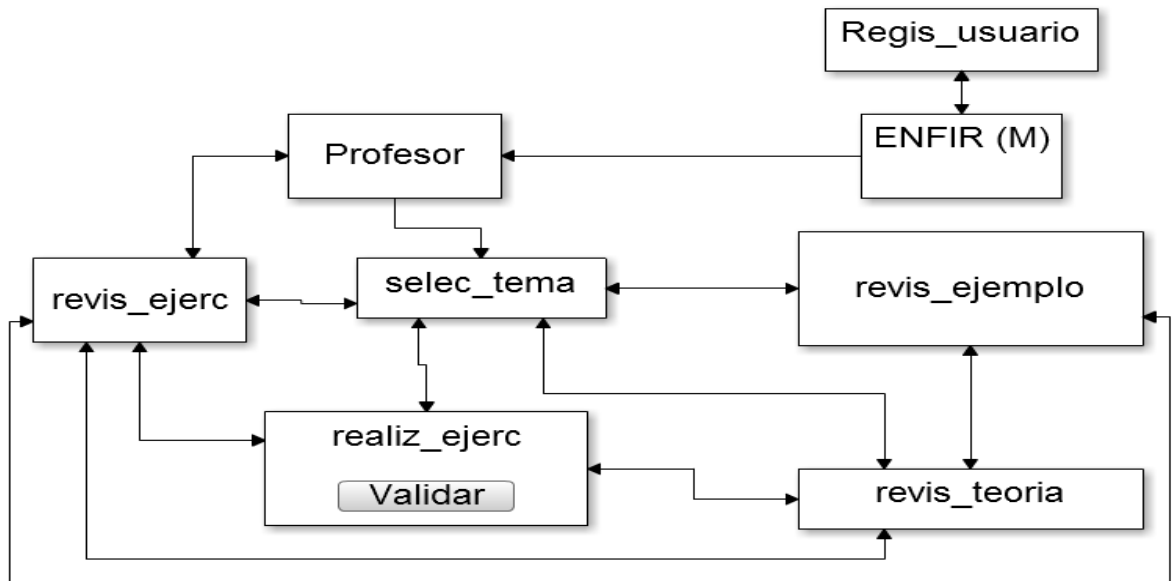 Regis_usuario
ENFIR (M)
Profesor
revis_ejerc
selec_tema
revis_ejemplo
realiz_ejerc
Validar
revis_teoria